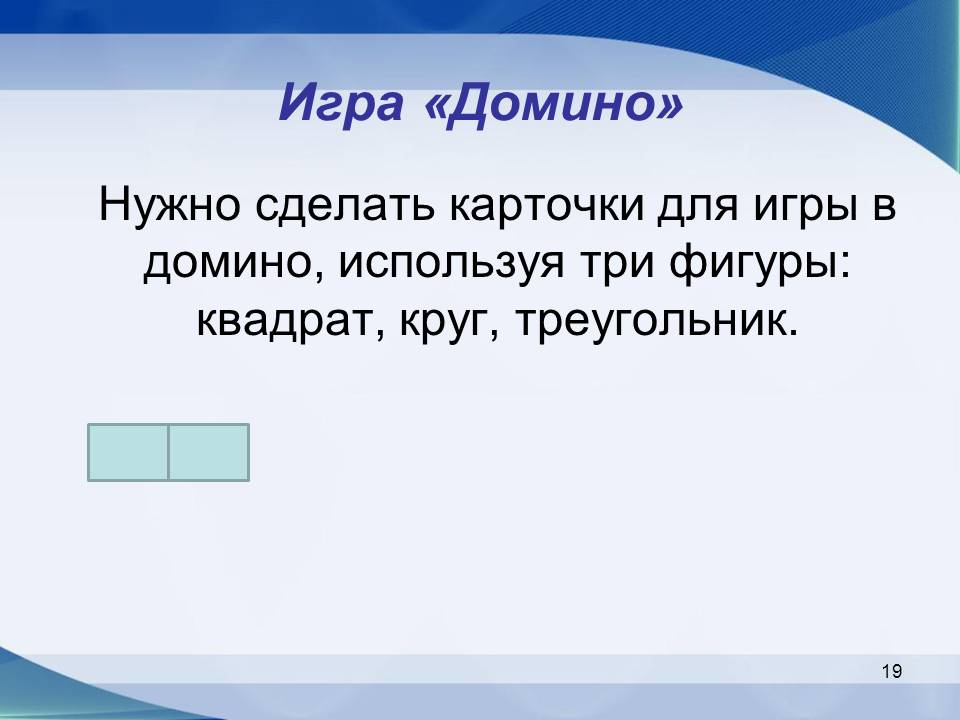 Игра «Домино»
Нужно сделать карточки для игры в
домино, используя три фигуры:
квадрат, круг, треугольник.
19